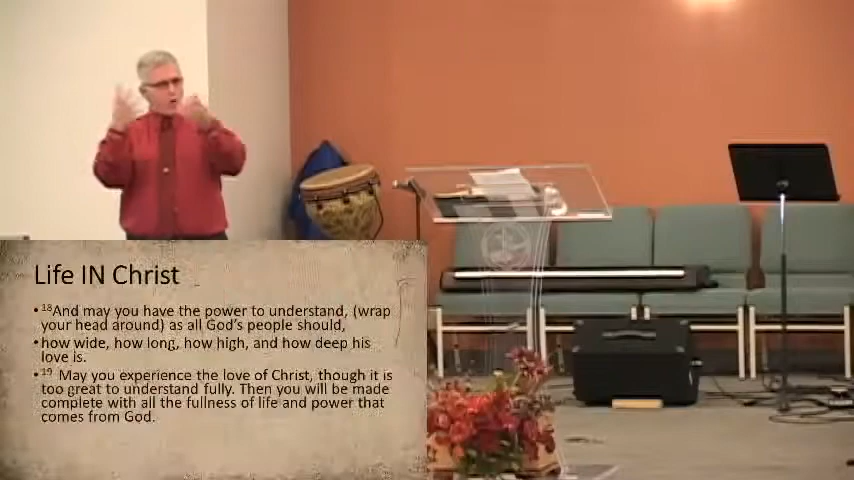 Life IN Christ
• 18And may you have the power to understand, (wrap
your head around) as all God's people should,
• how wide, how long, how high, and how deep his
love is.
• 19 May you experience the love of Christ, though it is
too great to understand fully. Then you will be made
complete with all the fullness of life and power that
comes from God.